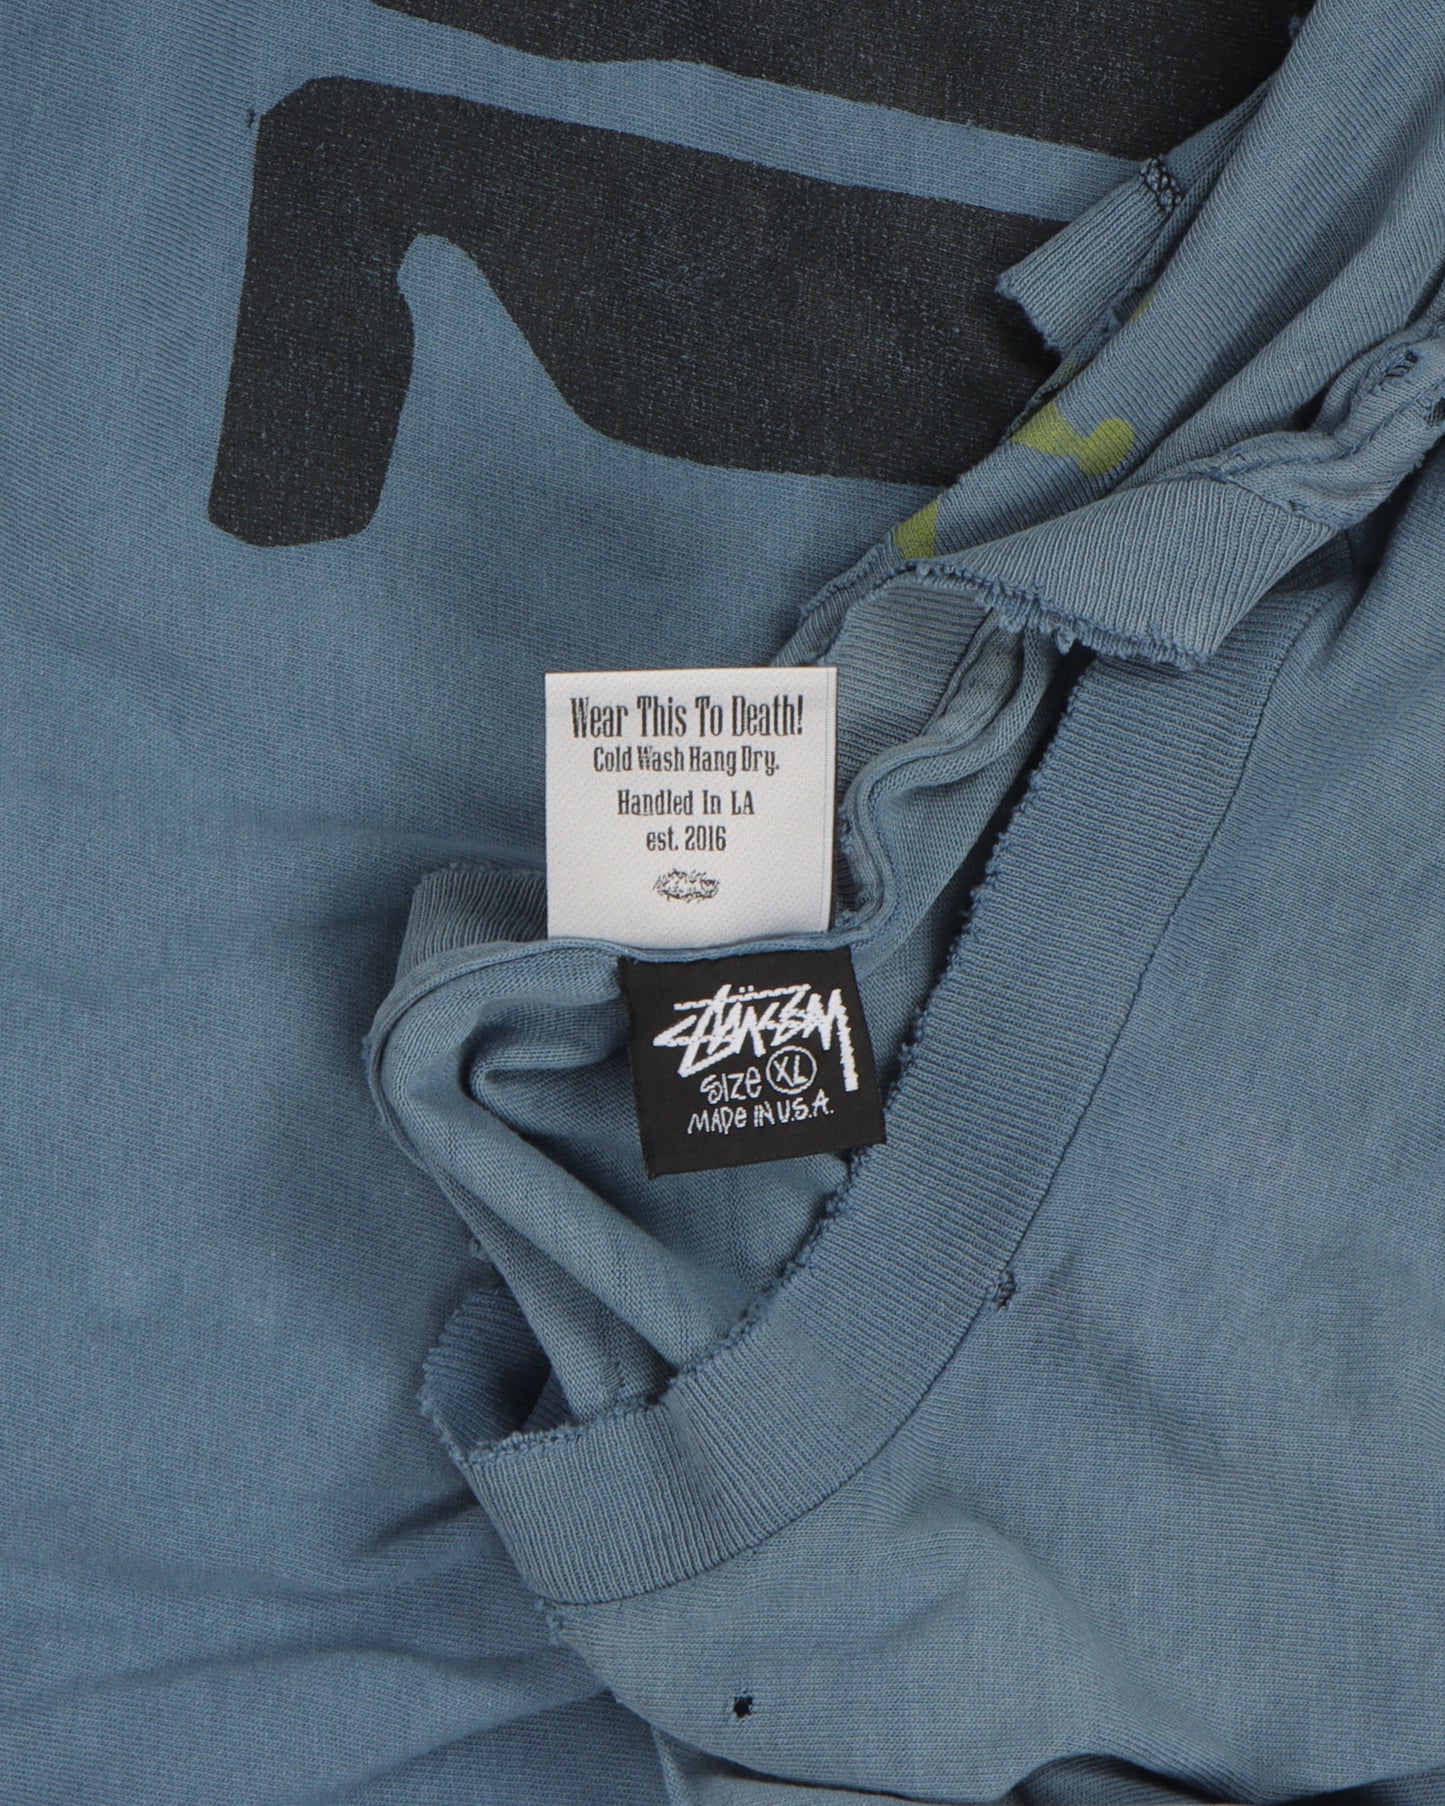 Wear This To Death!
Cold Wash Hang Dry.
Handled In LA
est. 2016
STÜSSY
SIZE XL
MADE IN U.S.A.